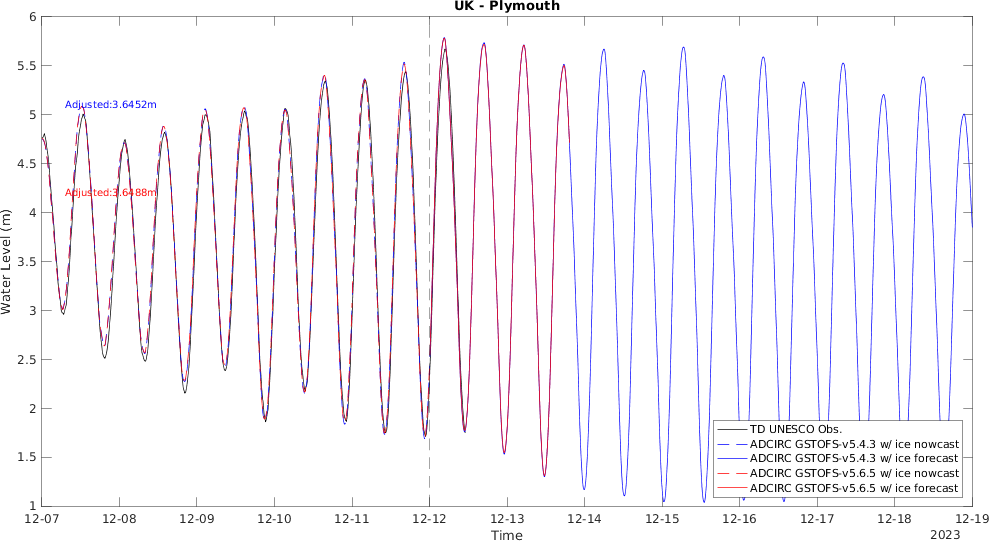 UK - Plymouth
6
5.5
5
4.5
4
3.5
3
2.5
2
1.5
1
Water Level (m)
Adjusted:3.6452m
Adjusted:3.6488m
TD UNESCO Obs.
ADCIRC GSTOFS-v5.4.3 w/ ice nowcast
ADCIRC GSTOFS-v5.4.3 w/ ice forecast
ADCIRC GSTOFS-v5.6.5 w/ ice nowcast
ADCIRC GSTOFS-v5.6.5 w/ ice forecast
12-07 12-08 12-09 12-10 12-11 12-12 12-13 12-14 12-15 12-16 12-17 12-18 12-19
Time
2023